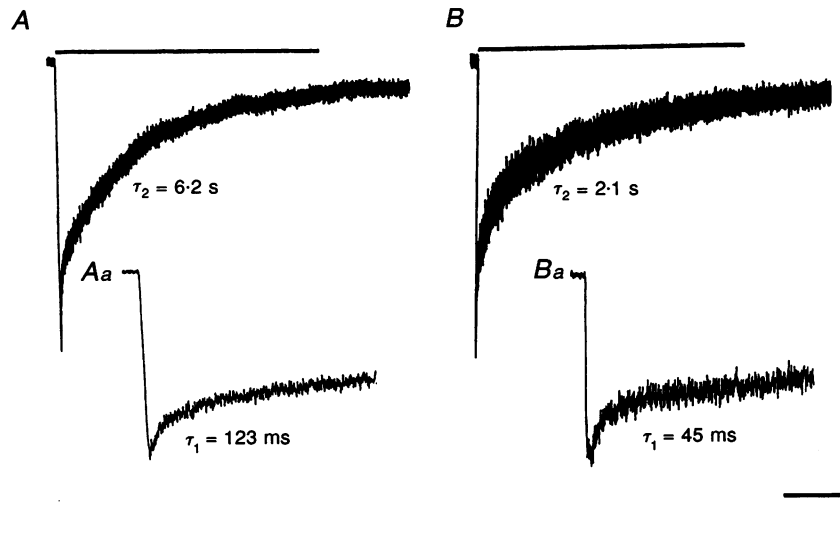 A
B
τ2 = 6·2 s
τ2 = 2·1 s
Aa
Ba
τ1 = 123 ms
τ1 = 45 ms